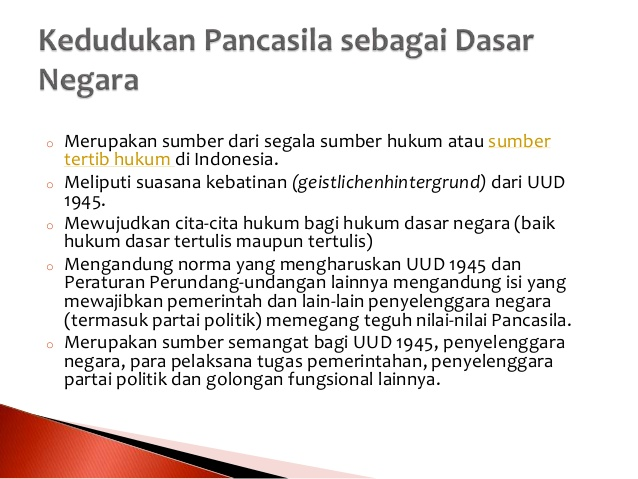 Kedudukan Pancasila sebagai Dasar
Negara
o Merupakan sumber dari segala sumber hukum atau sumber
tertib hukum di Indonesia.
o Meliputi suasana kebatinan (geistlichenhintergrund) dari UUD
1945.
o Mewujudkan cita-cita hukum bagi hukum dasar negara (baik
hukum dasar tertulis maupun tertulis)
o Mengandung norma yang mengharuskan UUD 1945 dan
Peraturan Perundang-undangan lainnya mengandung isi yang
mewajibkan pemerintah dan lain-lain penyelenggara negara
(termasuk partai politik) memegang teguh nilai-nilai Pancasila.
o Merupakan sumber semangat bagi UUD 1945, penyelenggara
negara, para pelaksana tugas pemerintahan, penyelenggara
partai politik dan golongan fungsional lainnya.